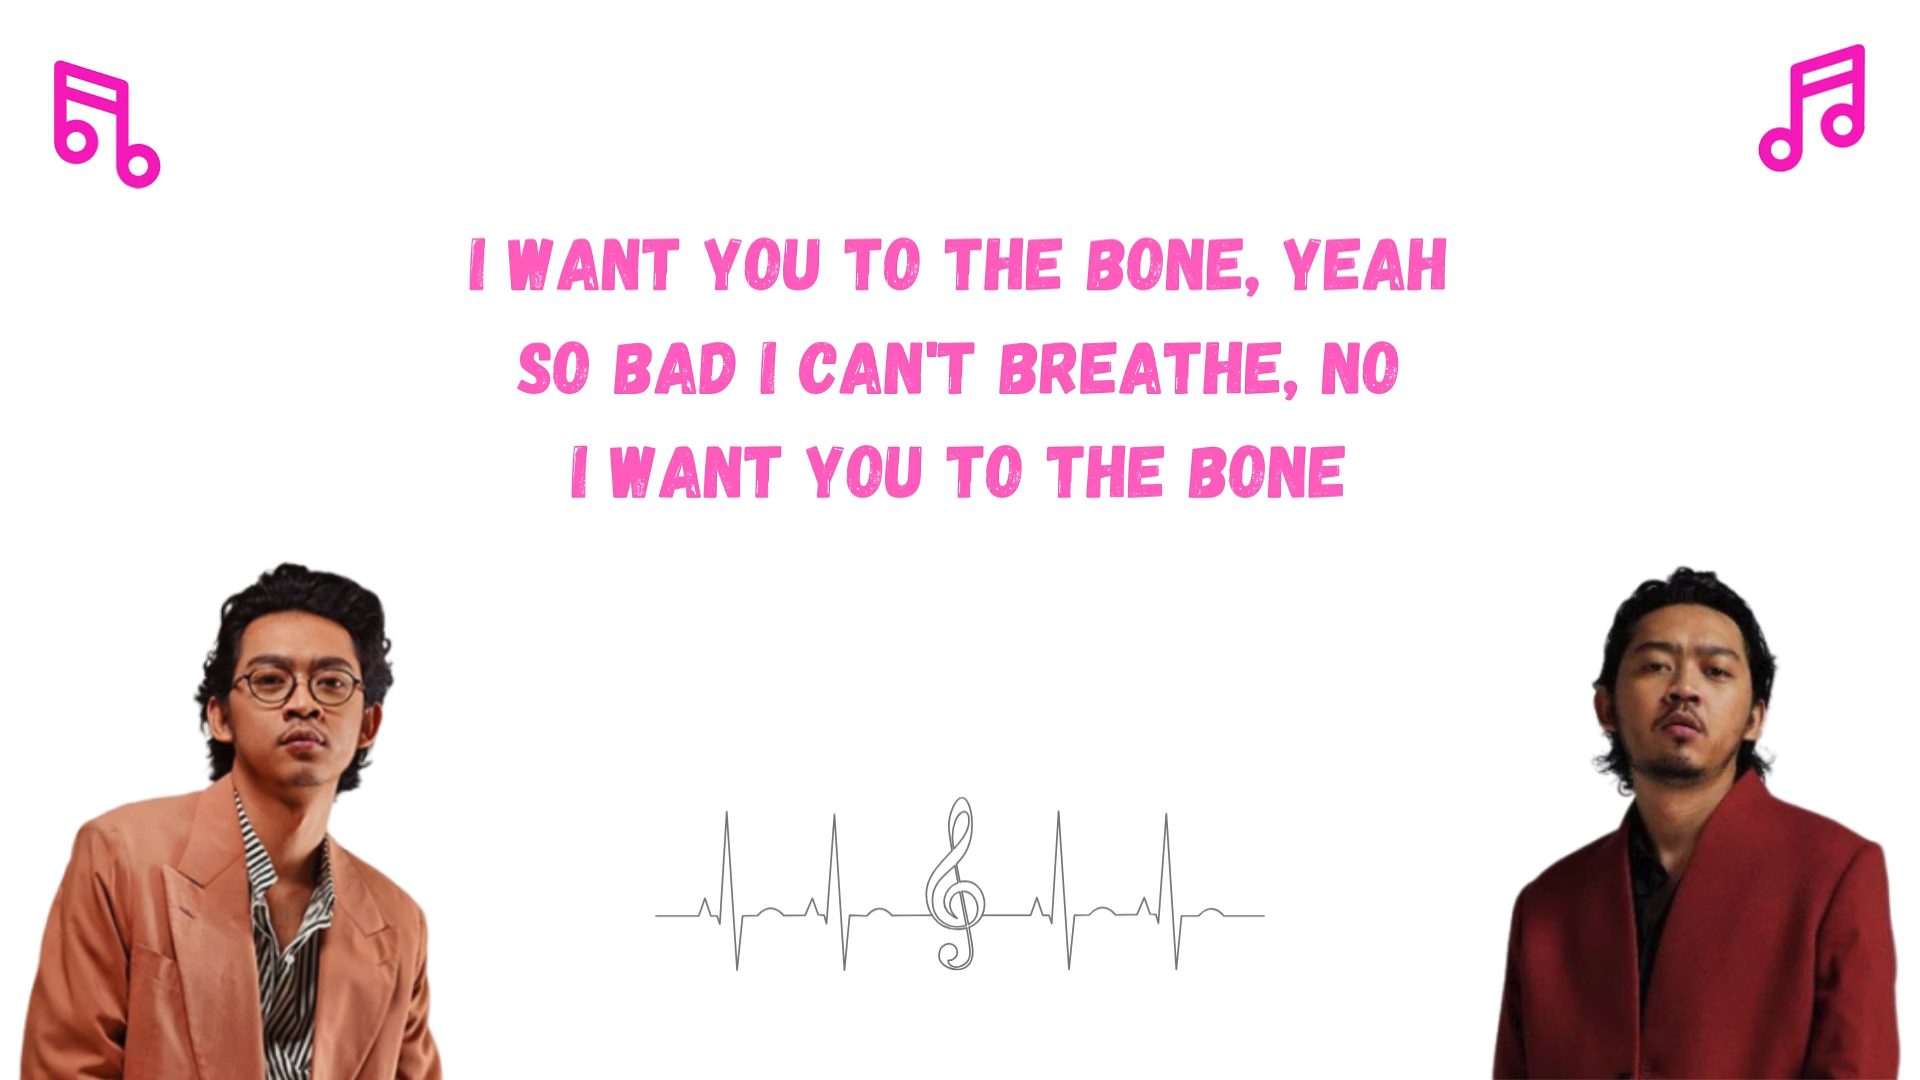 I WANT YOU TO THE BONE, YEAH
SO BAD I CAN'T BREATHE, NO
I WANT YOU TO THE BONE